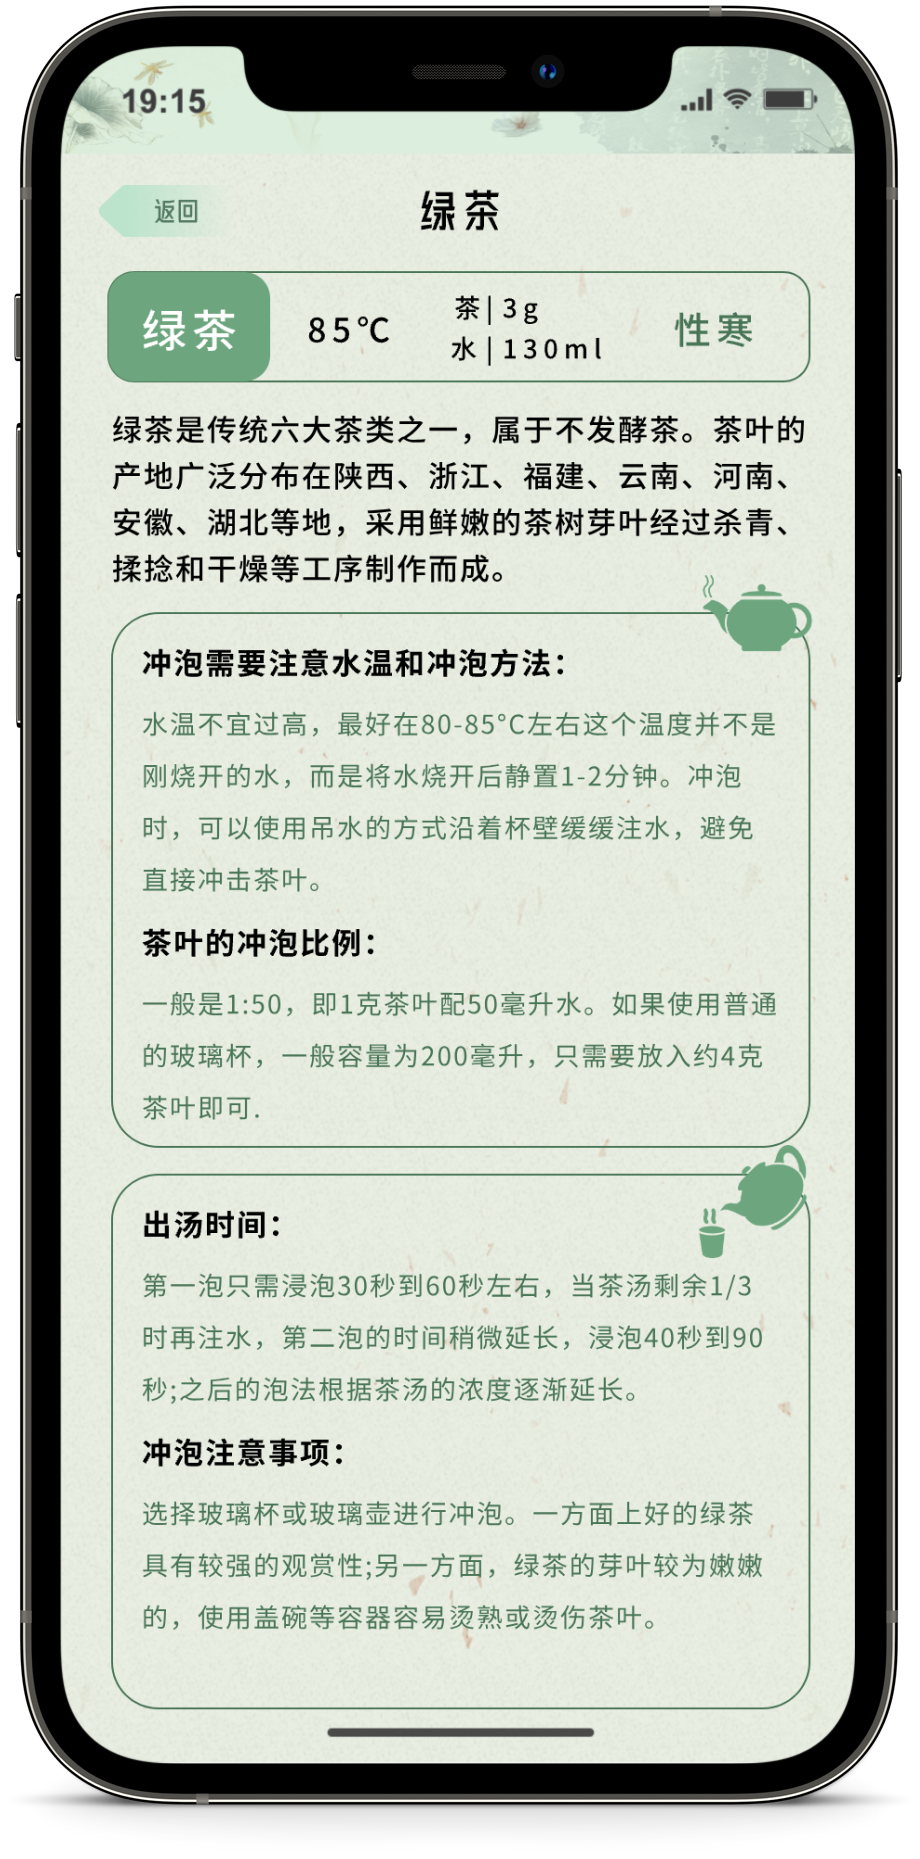 19:15
返回
绿茶
绿茶
85℃
茶| 3g
水 | 130ml
性寒
绿茶是传统六大茶类之一，属于不发酵茶。茶叶的
产地广泛分布在陕西、浙江、福建、云南、河南、
安徽、湖北等地，采用鲜嫩的茶树芽叶经过杀青、
揉捻和干燥等工序制作而成。
冲泡需要注意水温和冲泡方法：
水温不宜过高，最好在80-85°C左右这个温度并不是
刚烧开的水，而是将水烧开后静置1-2分钟。冲泡
时，可以使用吊水的方式沿着杯壁缓缓注水，避免
直接冲击茶叶。
茶叶的冲泡比例：
一般是1:50，即1克茶叶配50毫升水。如果使用普通
的玻璃杯，一般容量为200毫升，只需要放入约4克
茶叶即可.
出汤时间：
第一泡只需浸泡30秒到60秒左右，当茶汤剩余1/3
时再注水，第二泡的时间稍微延长，浸泡40秒到90
秒;之后的泡法根据茶汤的浓度逐渐延长。
冲泡注意事项：
选择玻璃杯或玻璃壶进行冲泡。一方面上好的绿茶
具有较强的观赏性;另一方面，绿茶的芽叶较为嫩嫩
的，使用盖碗等容器容易烫熟或烫伤茶叶。